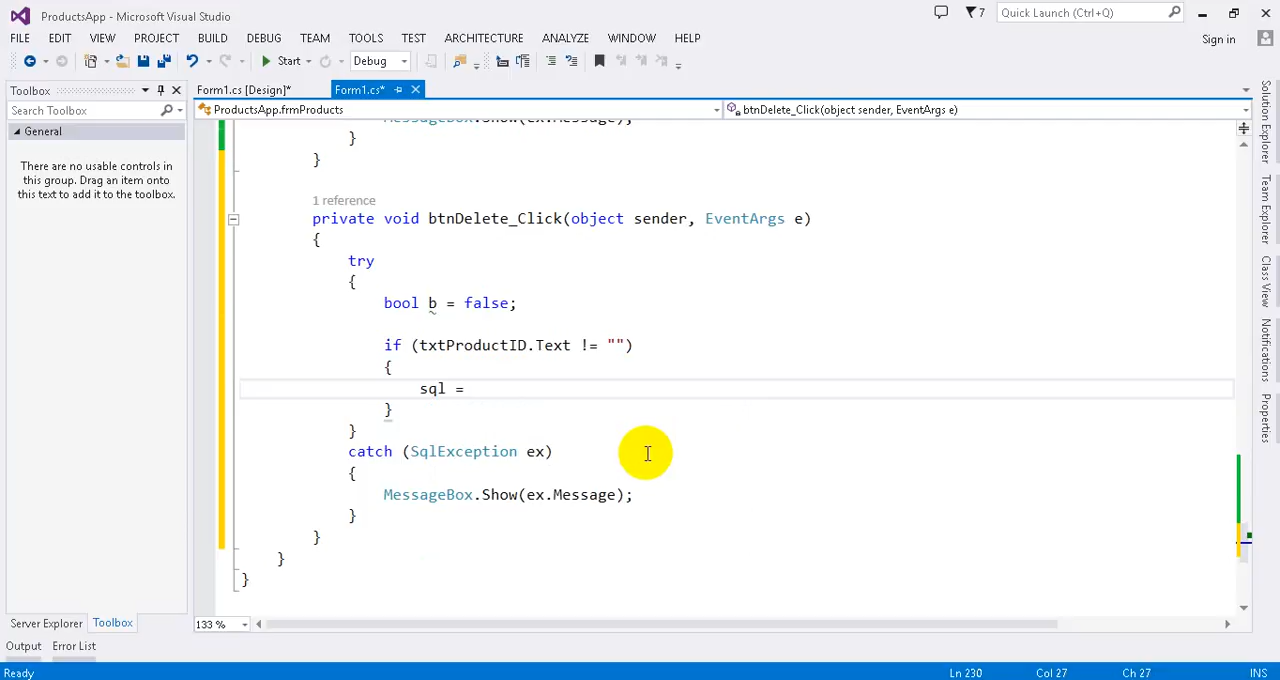 ProductsApp - Microsoft Visual Studio
7
Quick Launch (Ctrl+Q)
FILE EDIT VIEW PROJECT BUILD DEBUG TEAM TOOLS TEST ARCHITECTURE ANALYZE WINDOW HELP
Sign in
Start
Debug
Toolbox
Form1.cs [Design]*
Form1.cs*
Search Toolbox
ProductsApp.frmProducts
btnDelete_Click(object sender, EventArgs e)
General
There are no usable controls in
this group. Drag an item onto
this text to add it to the toolbox.
MessageBox.Show(ex.Message);
}
}
1 reference
private void btnDelete_Click(object sender, EventArgs e)
{
try
{
bool b = false;
if (txtProductID.Text != "")
{
sql =
}
}
catch (SqlException ex)
{
MessageBox.Show(ex.Message);
}
}
}
}
Solution Explorer
Team Explorer
Class View
Notifications
Properties
133 %
Server Explorer
Toolbox
Output
Error List
Ready
Ln 230
Col 27
Ch 27
INS